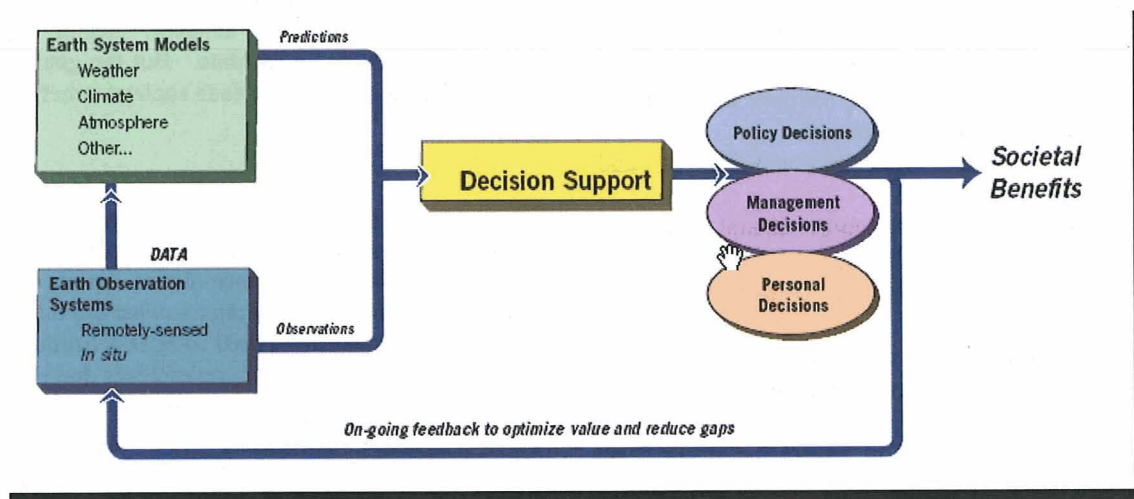 Earth System Models
Weather
Climate
Atmosphere
Other...
Predictions
DATA
Earth Observation
Systems
Remotely-sensed
In situ
Observations
Decision Support
Policy Decisions
Management
Decisions
Personal
Decisions
Societal
Benefits
On-going feedback to optimize value and reduce gaps